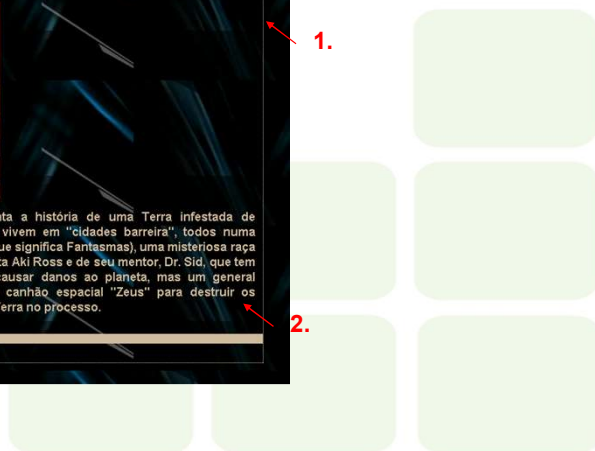 1.
ta a história de uma Terra infestada de
vivem em "cidades barreira", todos numa
ue significa Fantasmas), uma misteriosa raça
ta Aki Ross e de seu mentor, Dr. Sid, que tem
causar danos ao planeta, mas um general
canhão espacial "Zeus" para destruir os
Terra no processo.
2.